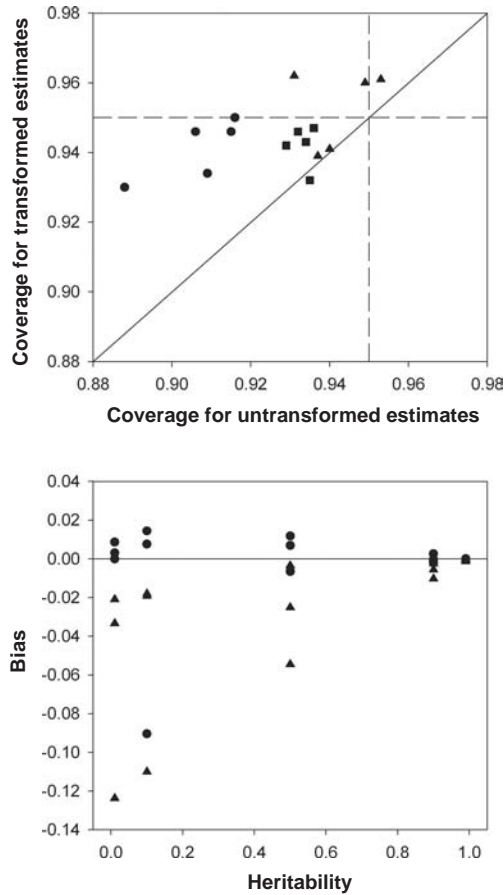 0.98
0.96
0.94
0.92
0.90
0.88
Coverage for transformed estimates
0.88 0.90 0.92 0.94 0.96 0.98
Coverage for untransformed estimates
0.04
0.02
0.00
-0.02
-0.04
-0.06
-0.08
-0.10
-0.12
-0.14
Bias
0.0 0.2 0.4 0.6 0.8 1.0
Heritability